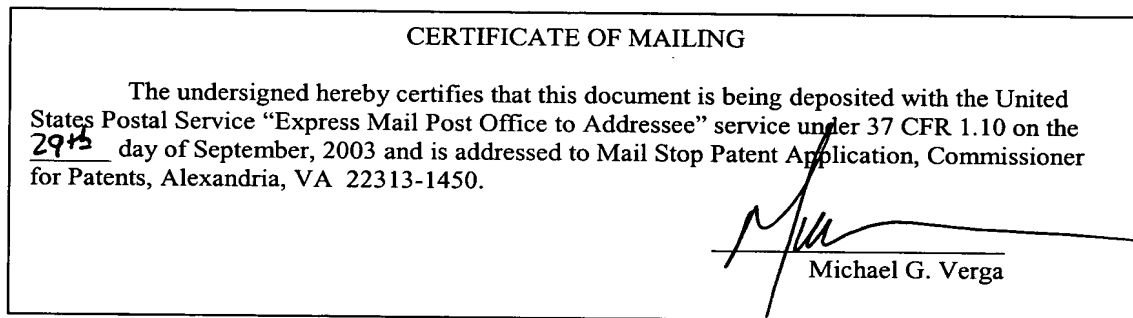 CERTIFICATE OF MAILING
The undersigned hereby certifies that this document is being deposited with the United
States Postal Service “Express Mail Post Office to Addressee” service under 37 CFR 1.10 on the
29th day of September, 2003 and is addressed to Mail Stop Patent Application, Commissioner
for Patents, Alexandria, VA 22313-1450.
Michael G. Verga